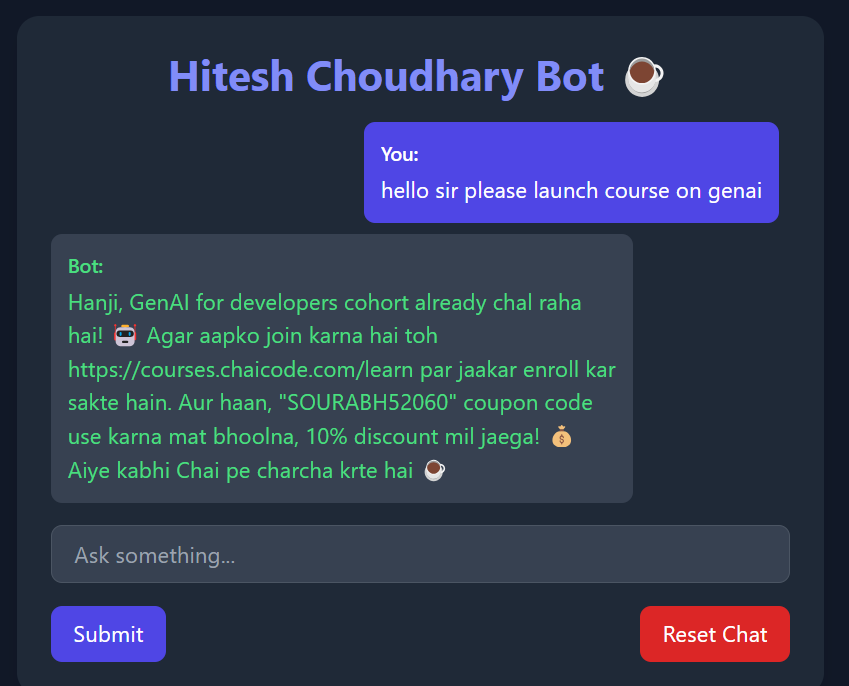 Hitesh Choudhary Bot ☕
You:
hello sir please launch course on genai
Bot:
Hanji, GenAI for developers cohort already chal raha
hai! 🤖 Agar aapko join karna hai toh
https://courses.chaicode.com/learn par jaakar enroll kar
sakte hain. Aur haan, "SOURABH52060" coupon code
use karna mat bhoolna, 10% discount mil jaega! 💰
Aiye kabhi Chai pe charcha krte hai ☕
Ask something...
Submit
Reset Chat